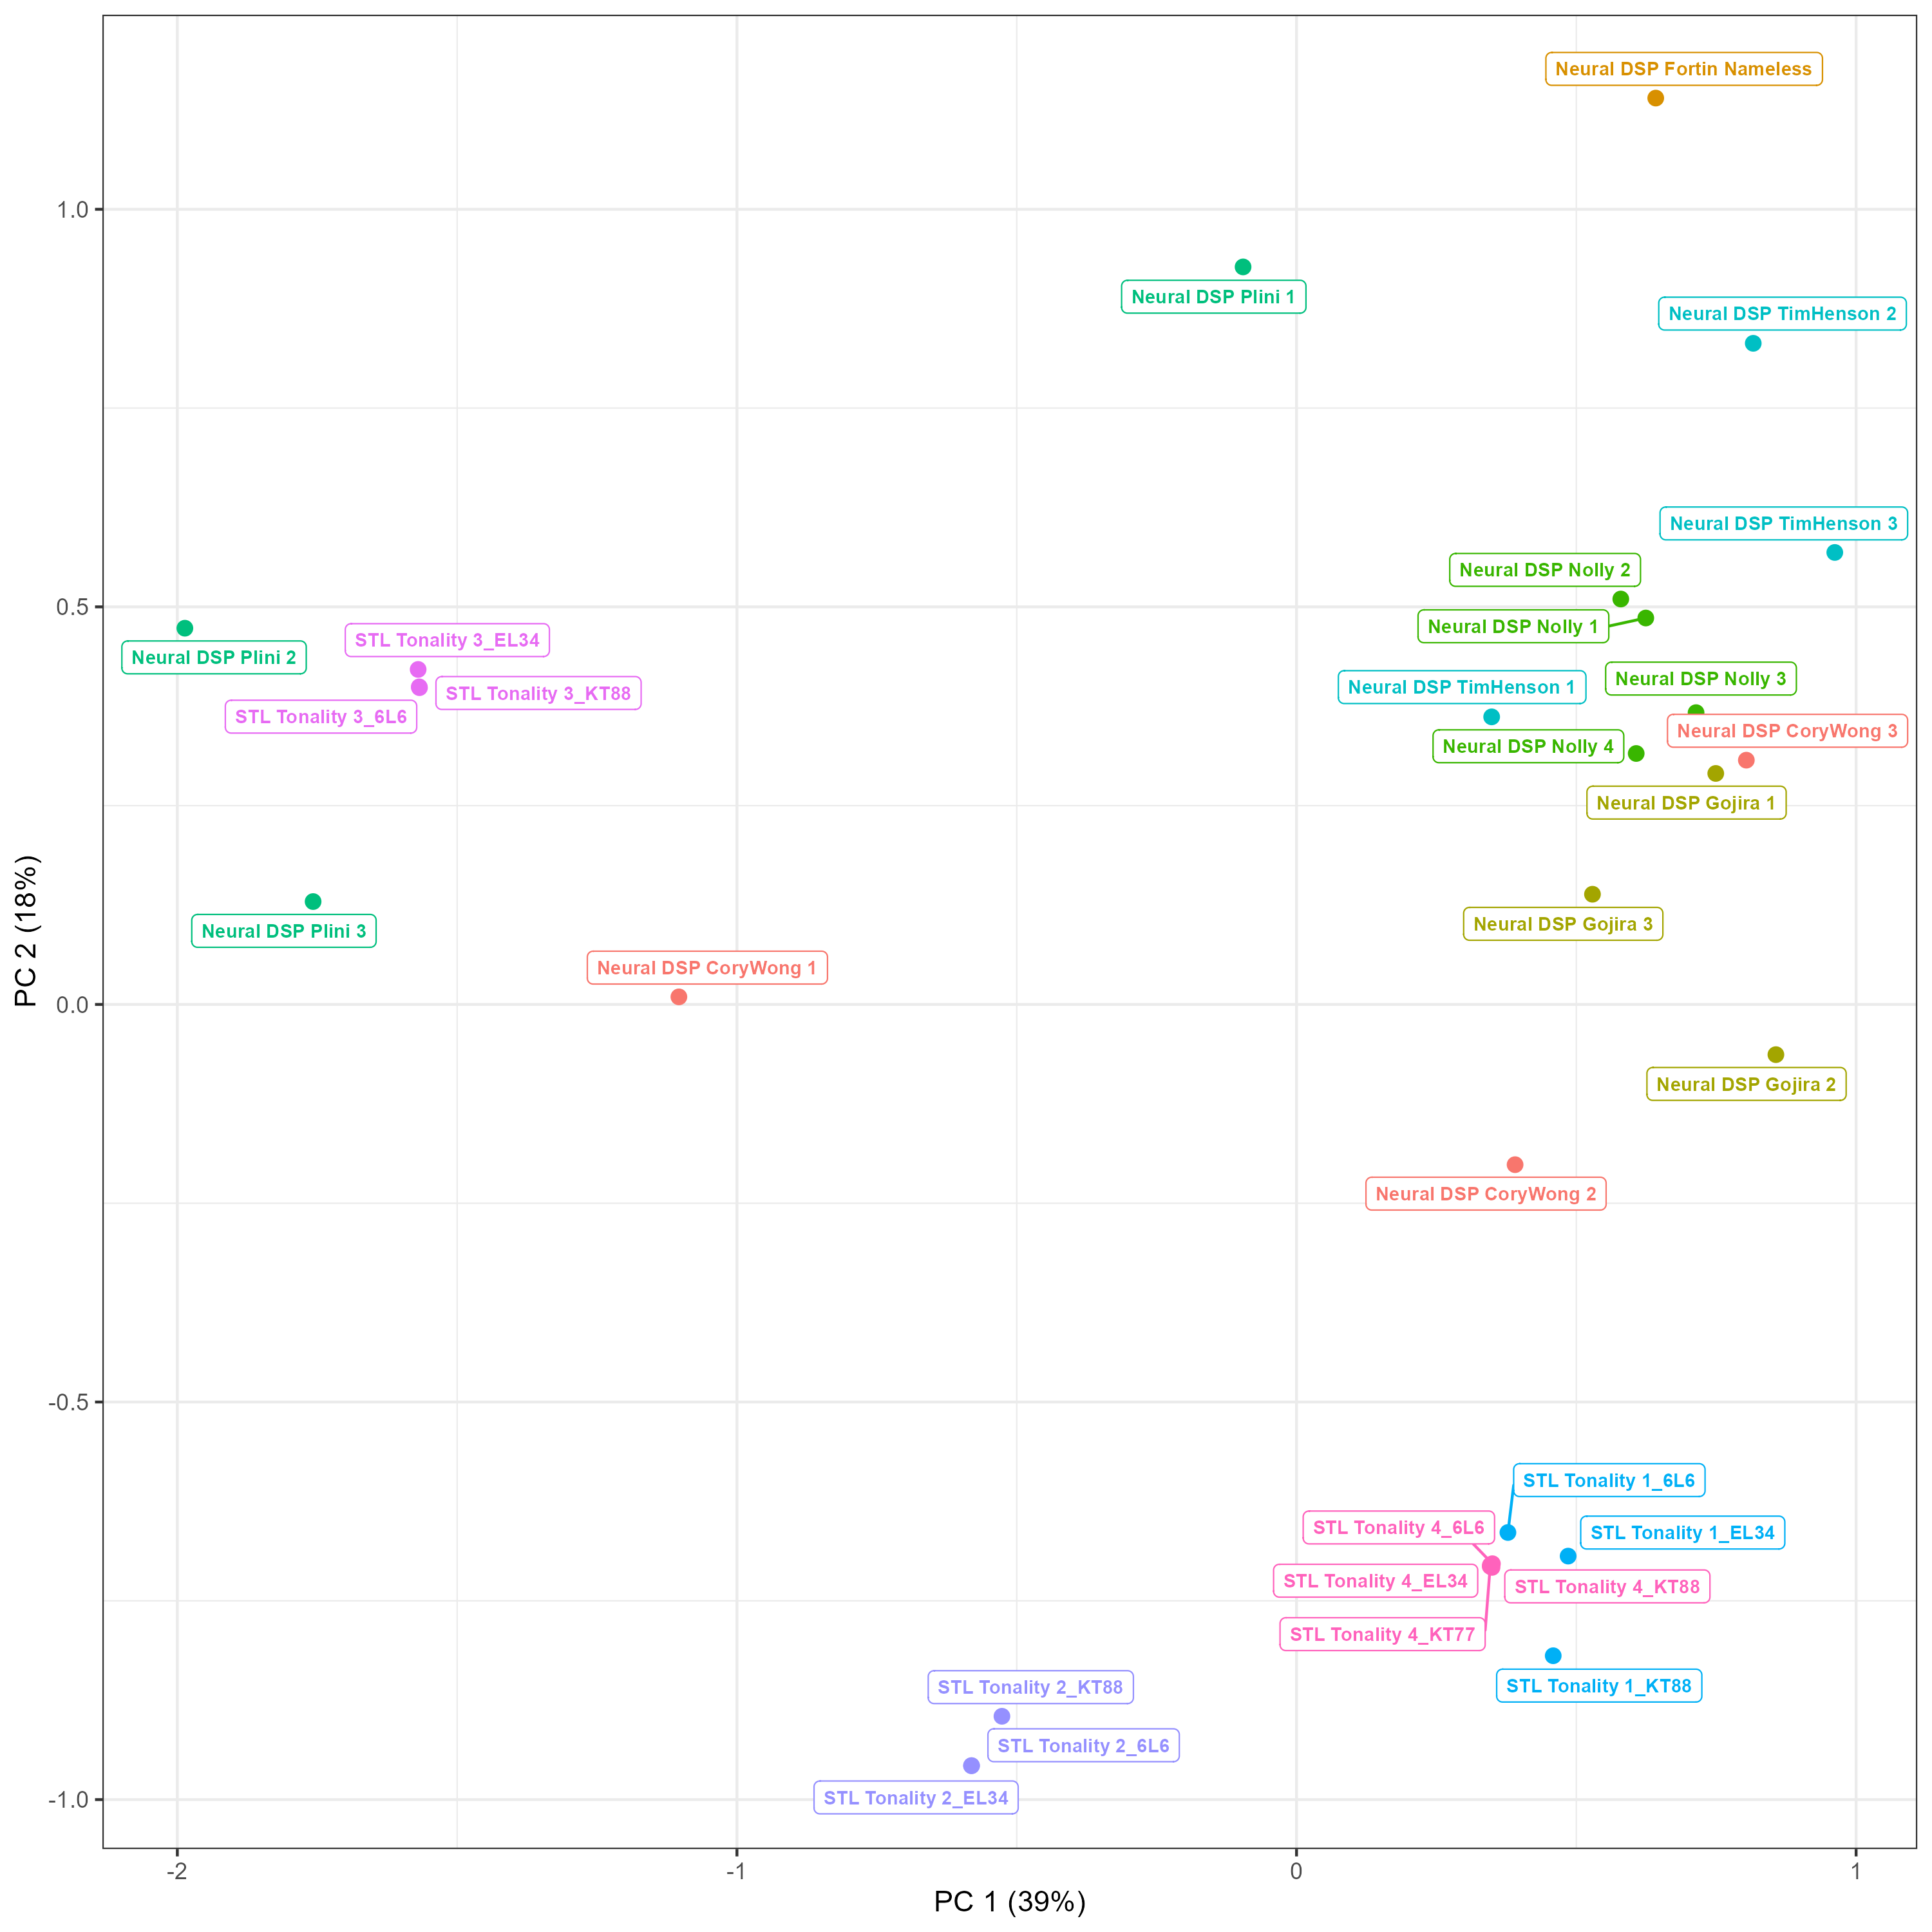 Neural DSP Fortin Nameless
1.0
Neural DSP Plini 1
Neural DSP TimHenson 2
Neural DSP TimHenson 3
Neural DSP Nolly 2
0.5
Neural DSP Nolly 1
STL Tonality 3_EL34
Neural DSP Plini 2
Neural DSP Nolly 3
Neural DSP TimHenson 1
STL Tonality 3_KT88
STL Tonality 3_6L6
Neural DSP CoryWong 3
Neural DSP Nolly 4
Neural DSP Gojira 1
Neural DSP Gojira 3
Neural DSP Plini 3
PC 2 (18%)
Neural DSP CoryWong 1
0.0
Neural DSP Gojira 2
Neural DSP CoryWong 2
-0.5
STL Tonality 1_6L6
STL Tonality 4_6L6
STL Tonality 1_EL34
STL Tonality 4_EL34
STL Tonality 4_KT88
STL Tonality 4_KT77
STL Tonality 2_KT88
STL Tonality 1_KT88
STL Tonality 2_6L6
STL Tonality 2_EL34
-1.0
-2
-1
0
1
PC 1 (39%)